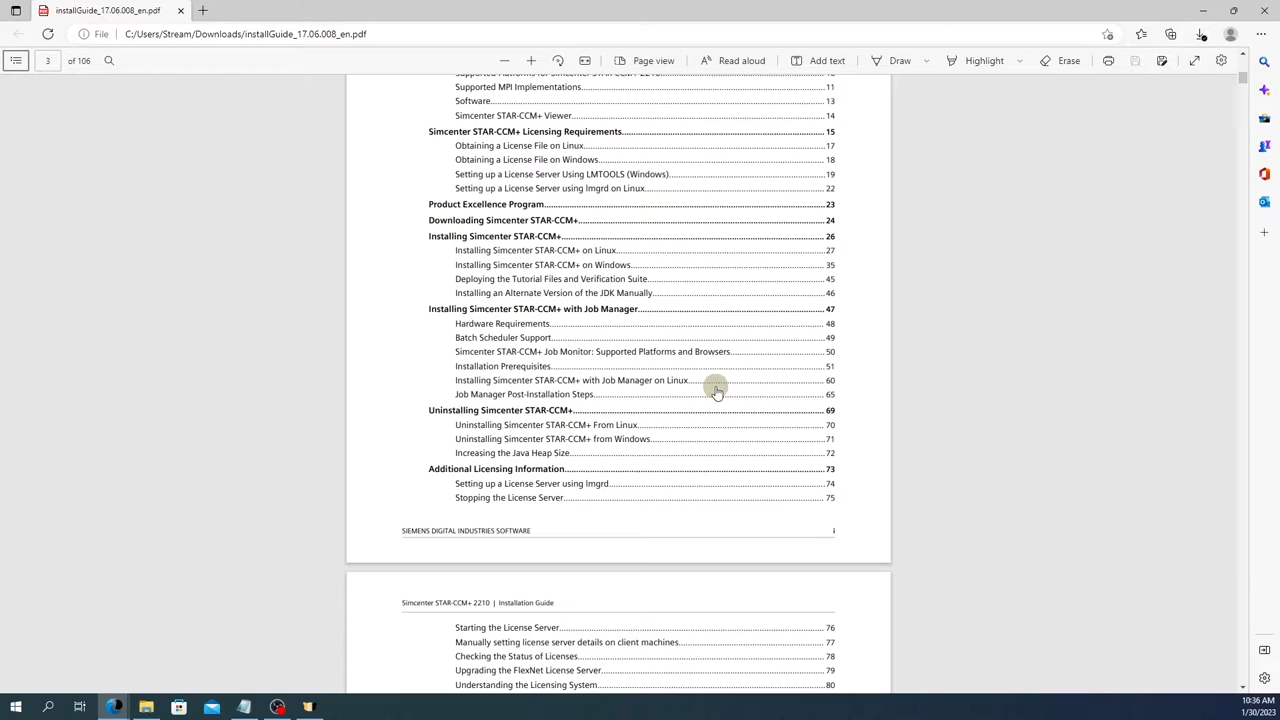 installGuide_17.06.008_en.pdf
File
C:/Users/Stream/Downloads/installGuide_17.06.008_en.pdf
3
of 106
Page view
Read aloud
Add text
Draw
Highlight
Erase
Supported Platforms for Simcenter STAR-CCM+ 2210 10
Supported MPI Implementations 11
Software 13
Simcenter STAR-CCM+ Viewer 14
Simcenter STAR-CCM+ Licensing Requirements 15
Obtaining a License File on Linux 17
Obtaining a License File on Windows 18
Setting up a License Server Using LMTOOLS (Windows) 19
Setting up a License Server using lmgrd on Linux 22
Product Excellence Program 23
Downloading Simcenter STAR-CCM+ 24
Installing Simcenter STAR-CCM+ 26
Installing Simcenter STAR-CCM+ on Linux 27
Installing Simcenter STAR-CCM+ on Windows 35
Deploying the Tutorial Files and Verification Suite 45
Installing an Alternate Version of the JDK Manually 46
Installing Simcenter STAR-CCM+ with Job Manager 47
Hardware Requirements 48
Batch Scheduler Support 49
Simcenter STAR-CCM+ Job Monitor: Supported Platforms and Browsers 50
Installation Prerequisites 51
Installing Simcenter STAR-CCM+ with Job Manager on Linux 60
Job Manager Post-Installation Steps 65
Uninstalling Simcenter STAR-CCM+ 69
Uninstalling Simcenter STAR-CCM+ From Linux 70
Uninstalling Simcenter STAR-CCM+ from Windows 71
Increasing the Java Heap Size 72
Additional Licensing Information 73
Setting up a License Server using lmgrd 74
Stopping the License Server 75
SIEMENS DIGITAL INDUSTRIES SOFTWARE i
Simcenter STAR-CCM+ 2210 | Installation Guide
Starting the License Server 76
Manually setting license server details on client machines 77
Checking the Status of Licenses 78
Upgrading the FlexNet License Server 79
Understanding the Licensing System 80
10:36 AM
1/30/2023